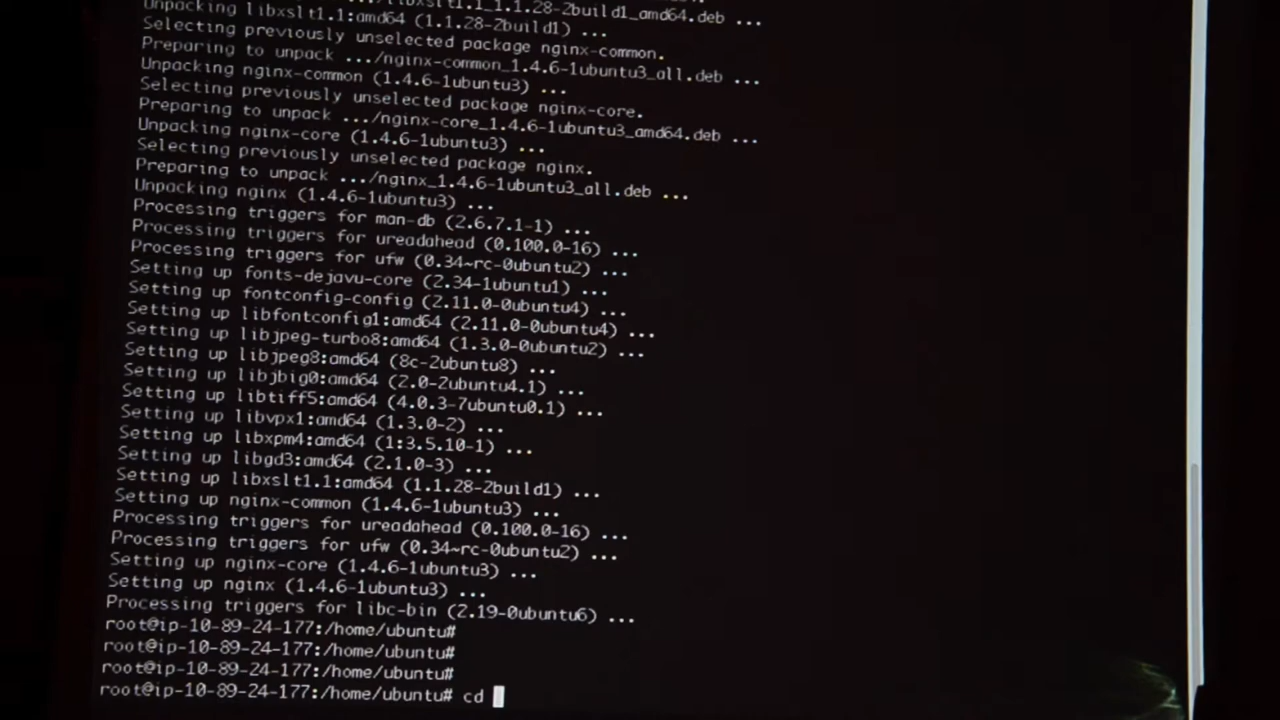 .../libxslt1.1_1.1.28-2build1_amd64.deb ...
Unpacking libxslt1.1:amd64 (1.1.28-2build1) ...
Selecting previously unselected package nginx-common.
Preparing to unpack .../nginx-common_1.4.6-1ubuntu3_all.deb ...
Unpacking nginx-common (1.4.6-1ubuntu3) ...
Selecting previously unselected package nginx-core.
Preparing to unpack .../nginx-core_1.4.6-1ubuntu3_amd64.deb ...
Unpacking nginx-core (1.4.6-1ubuntu3) ...
Selecting previously unselected package nginx.
Preparing to unpack .../nginx_1.4.6-1ubuntu3_all.deb ...
Unpacking nginx (1.4.6-1ubuntu3) ...
Processing triggers for man-db (2.6.7.1-1) ...
Processing triggers for ureadahead (0.100.0-16) ...
Processing triggers for ufw (0.34~rc-0ubuntu2) ...
Setting up fonts-dejavu-core (2.34-1ubuntu1) ...
Setting up fontconfig-config (2.11.0-0ubuntu4) ...
Setting up libfontconfig1:amd64 (2.11.0-0ubuntu4) ...
Setting up libjpeg-turbo8:amd64 (1.3.0-0ubuntu2) ...
Setting up libjpeg8:amd64 (8c-2ubuntu8) ...
Setting up libjbig0:amd64 (2.0-2ubuntu4.1) ...
Setting up libtiff5:amd64 (4.0.3-7ubuntu0.1) ...
Setting up libvpx1:amd64 (1.3.0-2) ...
Setting up libxpm4:amd64 (1:3.5.10-1) ...
Setting up libgd3:amd64 (2.1.0-3) ...
Setting up libxslt1.1:amd64 (1.1.28-2build1) ...
Setting up nginx-common (1.4.6-1ubuntu3) ...
Processing triggers for ureadahead (0.100.0-16) ...
Processing triggers for ufw (0.34~rc-0ubuntu2) ...
Setting up nginx-core (1.4.6-1ubuntu3) ...
Setting up nginx (1.4.6-1ubuntu3) ...
Processing triggers for libc-bin (2.19-0ubuntu6) ...
root@ip-10-89-24-177:/home/ubuntu#
root@ip-10-89-24-177:/home/ubuntu#
root@ip-10-89-24-177:/home/ubuntu#
root@ip-10-89-24-177:/home/ubuntu# cd